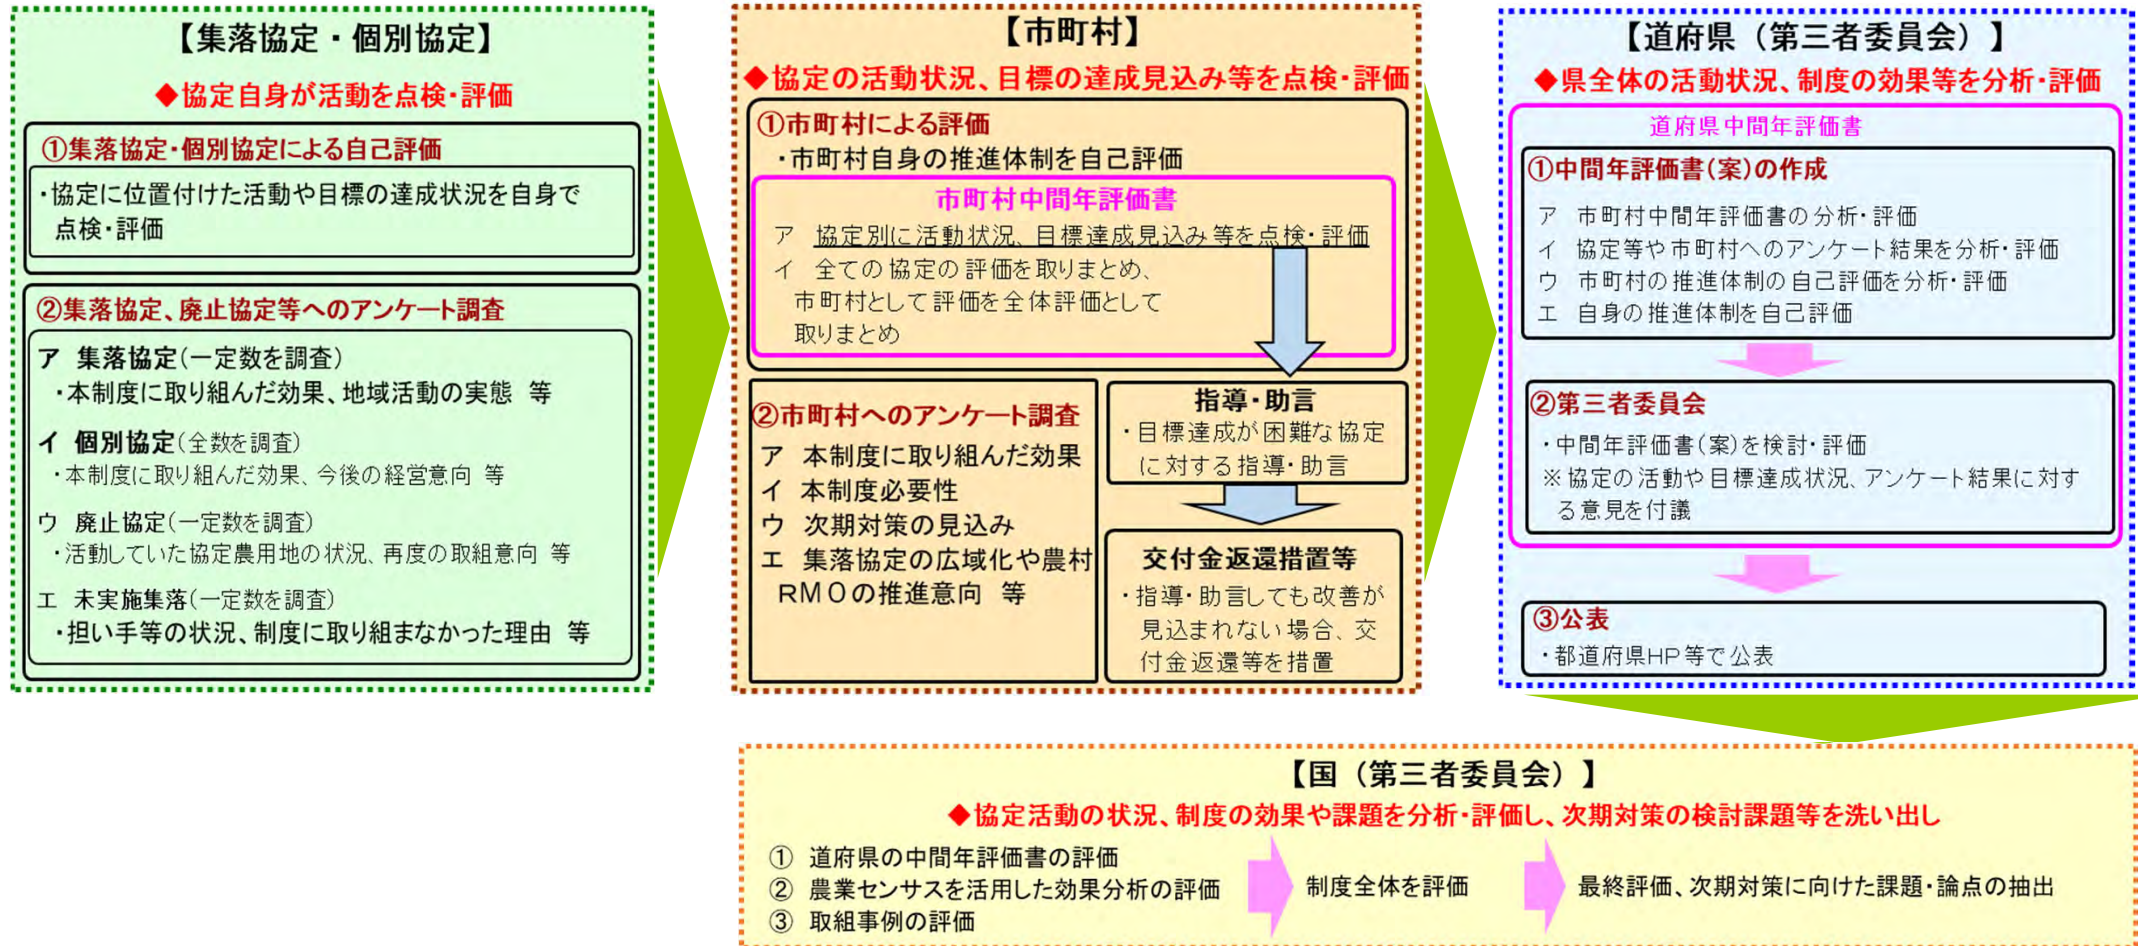 【集落協定・個別協定】
◆協定自身が活動を点検・評価
①集落協定・個別協定による自己評価
・協定に位置付けた活動や目標の達成状況を自身で
点検・評価
②集落協定、廃止協定等へのアンケート調査
ア 集落協定(一定数を調査)
・本制度に取り組んだ効果、地域活動の実態 等
イ 個別協定(全数を調査)
・本制度に取り組んだ効果、今後の経営意向 等
ウ 廃止協定(一定数を調査)
・活動していた協定農用地の状況、再度の取組意向 等
エ 未実施集落(一定数を調査)
・担い手等の状況、制度に取り組まなかった理由 等
【市町村】
◆協定の活動状況、目標の達成見込み等を点検・評価
①市町村による評価
・市町村自身の推進体制を自己評価
市町村中間年評価書
ア 協定別に活動状況、目標達成見込み等を点検・評価
イ 全ての協定の評価を取りまとめ、
市町村として評価を全体評価として
取りまとめ
②市町村へのアンケート調査
ア 本制度に取り組んだ効果
イ 本制度必要性
ウ 次期対策の見込み
エ 集落協定の広域化や農村
RMOの推進意向 等
指導・助言
・目標達成が困難な協定
に対する指導・助言
交付金返還措置等
・指導・助言しても改善が
見込まれない場合、交
付金返還等を措置
【道府県（第三者委員会）】
◆県全体の活動状況、制度の効果等を分析・評価
道府県中間年評価書
①中間年評価書(案)の作成
ア 市町村中間年評価書の分析・評価
イ 協定等や市町村へのアンケート結果を分析・評価
ウ 市町村の推進体制の自己評価を分析・評価
エ 自身の推進体制を自己評価
②第三者委員会
・中間年評価書(案)を検討・評価
※協定の活動や目標達成状況、アンケート結果に対す
る意見を付議
③公表
・都道府県HP等で公表
【国（第三者委員会）】
◆協定活動の状況、制度の効果や課題を分析・評価し、次期対策の検討課題等を洗い出し
① 道府県の中間年評価書の評価
② 農業センサスを活用した効果分析の評価
③ 取組事例の評価
制度全体を評価
最終評価、次期対策に向けた課題・論点の抽出